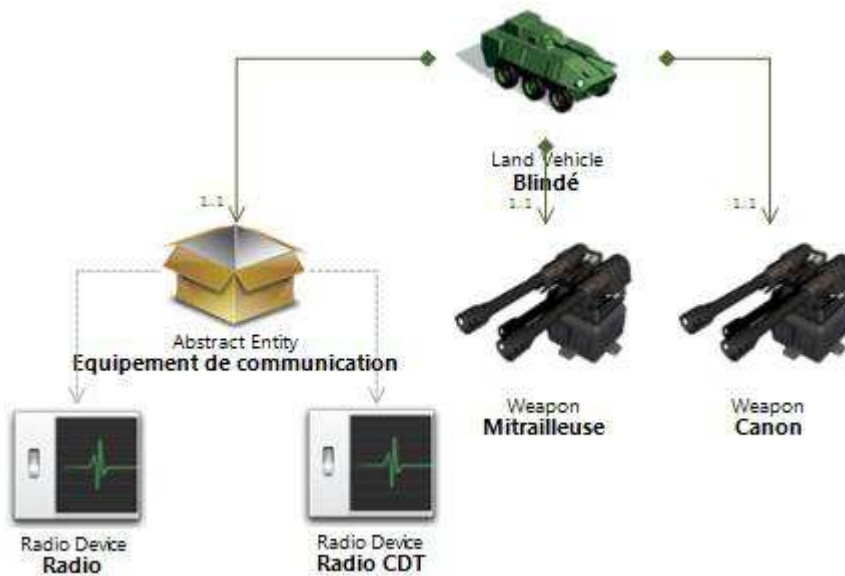 Land Vehicle
Blindé
1..1
1..1
1..1
Abstract Entity
Equipement de communication
Weapon
Mitrailleuse
Weapon
Canon
Radio Device
Radio
Radio Device
Radio CDT